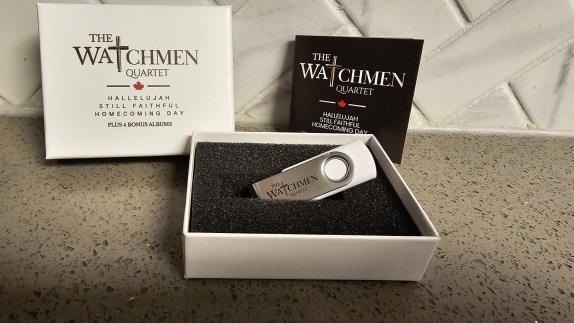 THE
WATCHMEN
QUARTET
HALLELUJAH
STILL FAITHFUL
HOMECOMING DAY
PLUS 4 BONUS ALBUMS
THE
WATCHMEN
QUARTET
HALLELUJAH
STILL FAITHFUL
HOMECOMING DAY
THE
WATCHMEN
QUARTET